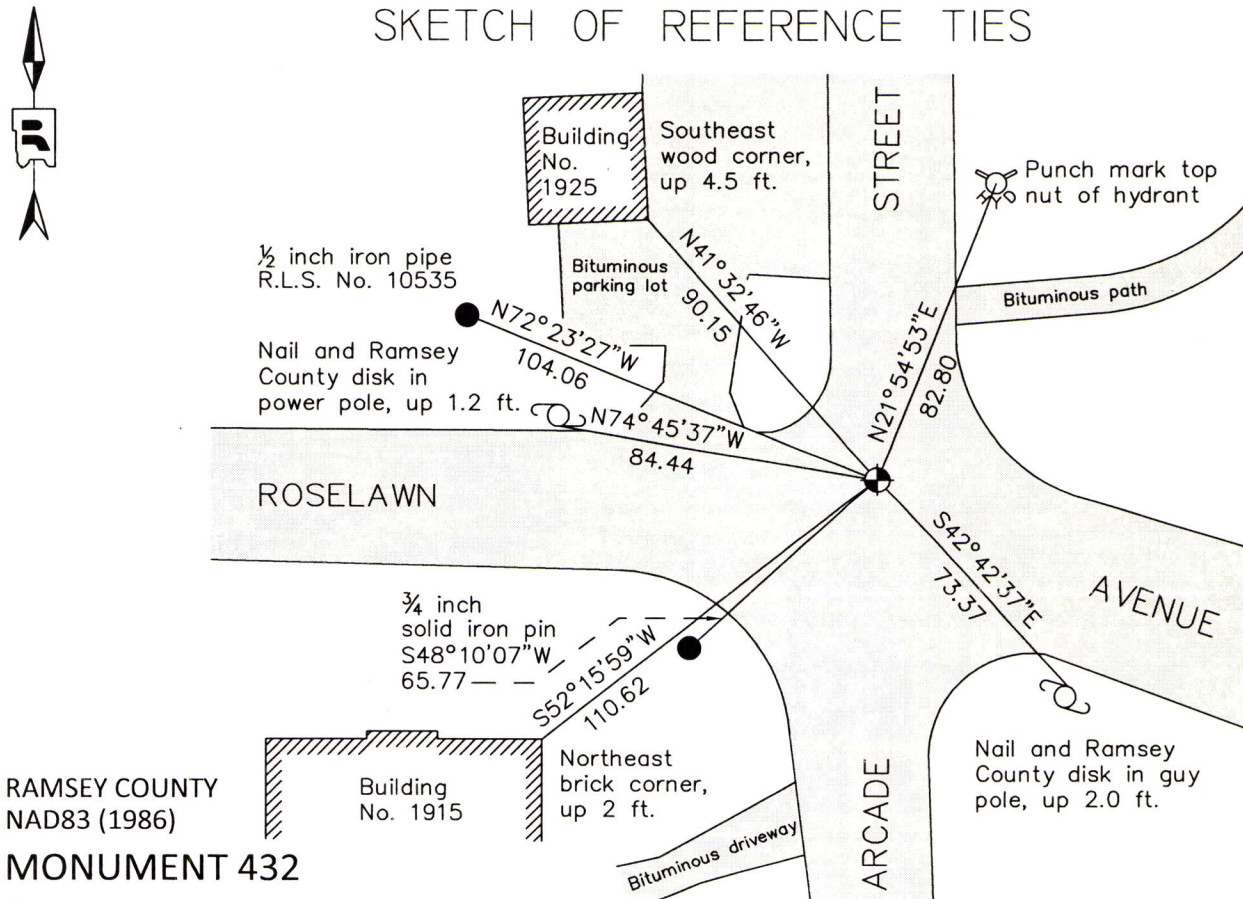 SKETCH OF REFERENCE TIES
R
Building
No.
1925
Southeast
wood corner,
up 4.5 ft.
STREET
Punch mark top
nut of hydrant
HYD
½ inch iron pipe
R.L.S. No. 10535
Bituminous
parking lot
N41°32'46"W
90.15
Bituminous path
N72°23'27"W
104.06
N21°54'53"E
82.80
Nail and Ramsey
County disk in
power pole, up 1.2 ft.
N74°45'37"W
84.44
ROSELAWN
S42°42'37"E
73.37
AVENUE
¾ inch
solid iron pin
S48°10'07"W
65.77
S52°15'59"W
110.62
Northeast
brick corner,
up 2 ft.
Nail and Ramsey
County disk in guy
pole, up 2.0 ft.
Building
No. 1915
ARCADE
Bituminous driveway
RAMSEY COUNTY
NAD83 (1986)
MONUMENT 432